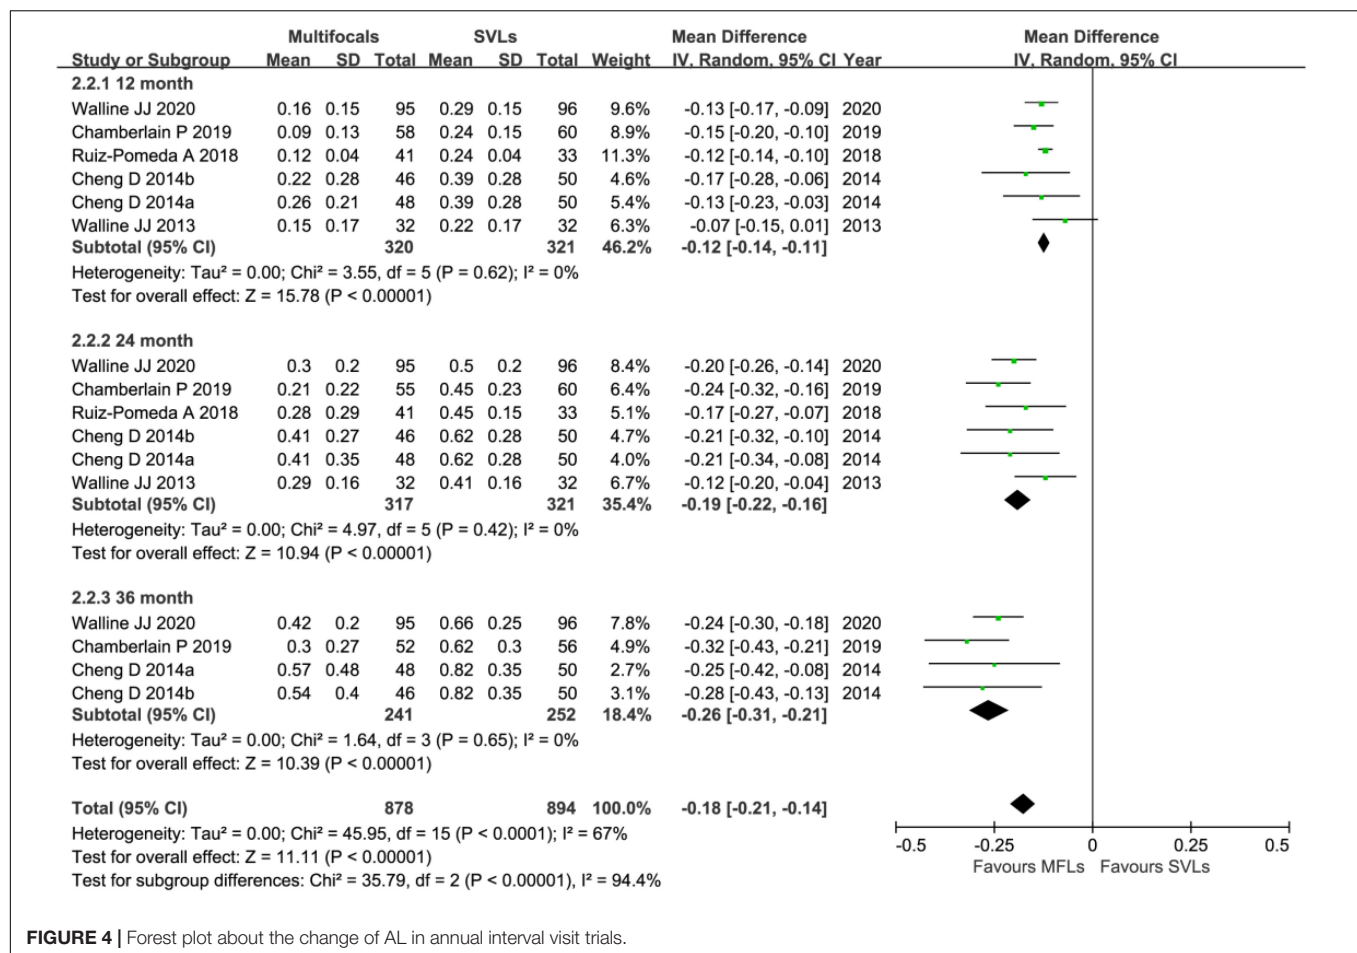 Multifocals SVLs Mean Difference Mean Difference
Study or Subgroup Mean SD Total Mean SD Total Weight IV, Random, 95% CI Year IV, Random, 95% CI
2.2.1 12 month
Walline JJ 2020 0.16 0.15 95 0.29 0.15 96 9.6% -0.13 [-0.17, -0.09] 2020
Chamberlain P 2019 0.09 0.13 58 0.24 0.15 60 8.9% -0.15 [-0.20, -0.10] 2019
Ruiz-Pomeda A 2018 0.12 0.04 41 0.24 0.04 33 11.3% -0.12 [-0.14, -0.10] 2018
Cheng D 2014b 0.22 0.28 46 0.39 0.28 50 4.6% -0.17 [-0.28, -0.06] 2014
Cheng D 2014a 0.26 0.21 48 0.39 0.28 50 5.4% -0.13 [-0.23, -0.03] 2014
Walline JJ 2013 0.15 0.17 32 0.22 0.17 32 6.3% -0.07 [-0.15, 0.01] 2013
Subtotal (95% CI) 320 321 46.2% -0.12 [-0.14, -0.11]
Heterogeneity: Tau² = 0.00; Chi² = 3.55, df = 5 (P = 0.62); I² = 0%
Test for overall effect: Z = 15.78 (P < 0.00001)
2.2.2 24 month
Walline JJ 2020 0.3 0.2 95 0.5 0.2 96 8.4% -0.20 [-0.26, -0.14] 2020
Chamberlain P 2019 0.21 0.22 55 0.45 0.23 60 6.4% -0.24 [-0.32, -0.16] 2019
Ruiz-Pomeda A 2018 0.28 0.29 41 0.45 0.15 33 5.1% -0.17 [-0.27, -0.07] 2018
Cheng D 2014b 0.41 0.27 46 0.62 0.28 50 4.7% -0.21 [-0.32, -0.10] 2014
Cheng D 2014a 0.41 0.35 48 0.62 0.28 50 4.0% -0.21 [-0.34, -0.08] 2014
Walline JJ 2013 0.29 0.16 32 0.41 0.16 32 6.7% -0.12 [-0.20, -0.04] 2013
Subtotal (95% CI) 317 321 35.4% -0.19 [-0.22, -0.16]
Heterogeneity: Tau² = 0.00; Chi² = 4.97, df = 5 (P = 0.42); I² = 0%
Test for overall effect: Z = 10.94 (P < 0.00001)
2.2.3 36 month
Walline JJ 2020 0.42 0.2 95 0.66 0.25 96 7.8% -0.24 [-0.30, -0.18] 2020
Chamberlain P 2019 0.3 0.27 52 0.62 0.3 56 4.9% -0.32 [-0.43, -0.21] 2019
Cheng D 2014a 0.57 0.48 48 0.82 0.35 50 2.7% -0.25 [-0.42, -0.08] 2014
Cheng D 2014b 0.54 0.4 46 0.82 0.35 50 3.1% -0.28 [-0.43, -0.13] 2014
Subtotal (95% CI) 241 252 18.4% -0.26 [-0.31, -0.21]
Heterogeneity: Tau² = 0.00; Chi² = 1.64, df = 3 (P = 0.65); I² = 0%
Test for overall effect: Z = 10.39 (P < 0.00001)
Total (95% CI) 878 894 100.0% -0.18 [-0.21, -0.14]
Heterogeneity: Tau² = 0.00; Chi² = 45.95, df = 15 (P < 0.0001); I² = 67%
Test for overall effect: Z = 11.11 (P < 0.00001)
Test for subgroup differences: Chi² = 35.79, df = 2 (P < 0.00001), I² = 94.4%
-0.5 -0.25 0 0.25 0.5
Favours MFLs Favours SVLs
FIGURE 4 | Forest plot about the change of AL in annual interval visit trials.